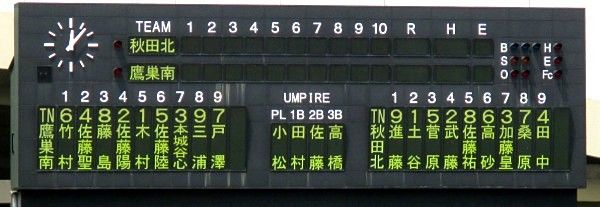 TEAM 1 2 3 4 5 6 7 8 9 10 R H E
秋田北
鷹巣南
B H
S E
O Fc
1 2 3 4 5 6 7 8 9
TN 6 4 8 2 1 5 3 9 7
鷹巣南
竹村
佐藤聖
藤島
佐藤陽
木村
佐藤陸
本城谷心
三浦
戸澤
UMPIRE
PL 1B 2B 3B
小松
田村
佐藤
高橋
1 2 3 4 5 6 7 8 9
TN 9 1 5 2 8 6 3 7 4
秋田北
進藤
土谷
菅原
武藤
佐祐
高砂
加藤皇
桑原
田中